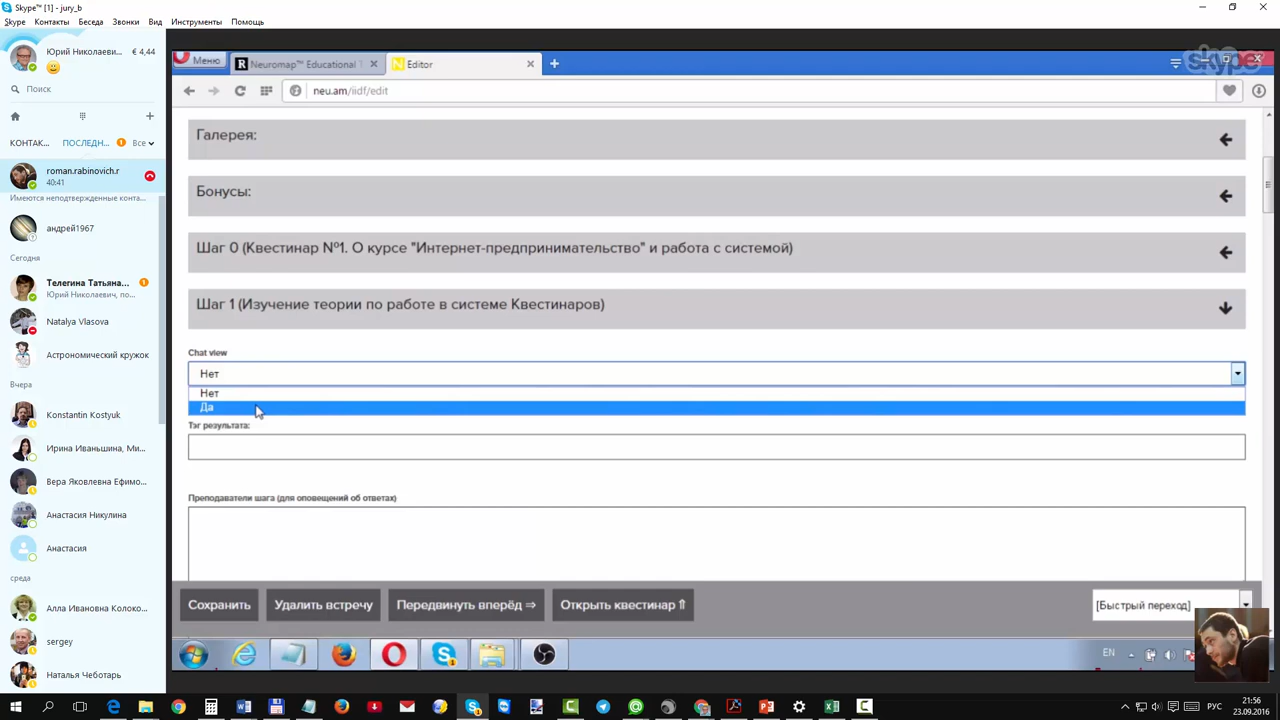 Skype™ [1] - jury_b
Skype Контакты Беседа Звонки Вид Инструменты Помощь
Юрий Николаевич... € 4,44
Поиск
КОНТАК... ПОСЛЕДН... 1 Все
roman.rabinovich.r
40:41
Имеются неподтвержденные конта...
андрей1967
Сегодня
Телегина Татьяна... 1
Юрий Николаевич, по...
Natalya Vlasova
Астрономический кружок
Вчера
Konstantin Kostyuk
Ирина Иваньшина, Ми...
Вера Яковлевна Ефимо...
Анастасия Никулина
Анастасия
среда
Алла Ивановна Колоко...
sergey
Наталья Чеботарь
Меню Neuromap™ Educational Editor
skype
neu.am/iidf/edit
Галерея:
Бонусы:
Шаг 0 (Квестинар №1. О курсе "Интернет-предпринимательство" и работа с системой)
Шаг 1 (Изучение теории по работе в системе Квестинаров)
Chat view
Нет
Нет
Да
Тэг результата:
Преподаватели шага (для оповещений об ответах)
Сохранить Удалить встречу Передвинуть вперёд ⇒ Открыть квестинар ⇑ [Быстрый переход]
EN
РУС
21:56
23.09.2016